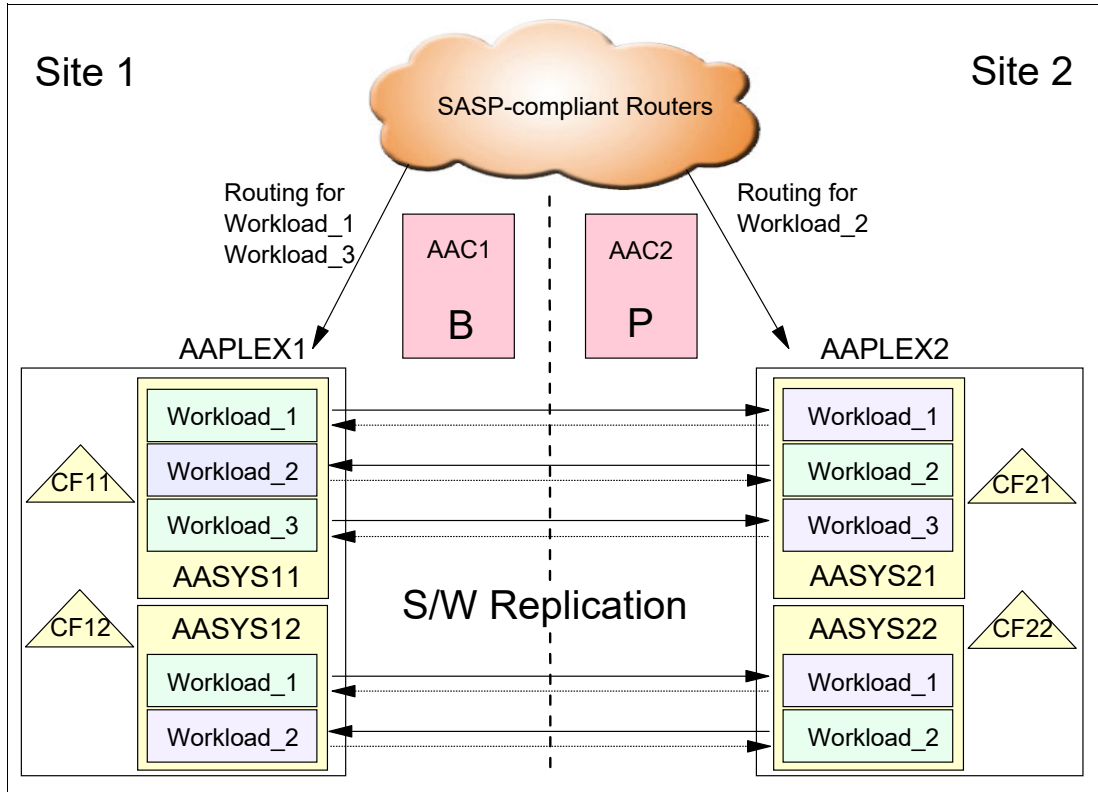 Site 1
Site 2
SASP-compliant Routers
Routing for
Workload_1
Workload_3
Routing for
Workload_2
AAC1
B
AAC2
P
AAPLEX1
AAPLEX2
Workload_1
Workload_2
Workload_3
AASYS11
CF11
CF12
AASYS12
Workload_1
Workload_2
S/W Replication
Workload_1
Workload_2
Workload_3
AASYS21
CF21
CF22
AASYS22
Workload_1
Workload_2